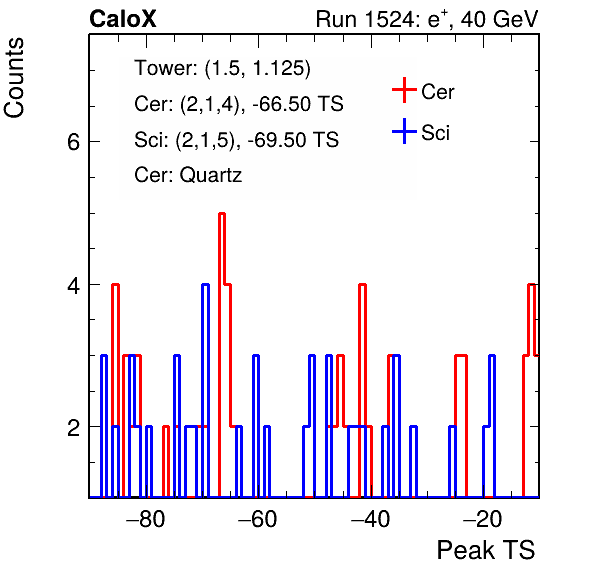 CaloX Run 1524: e⁺, 40 GeV
Counts
Tower: (1.5, 1.125)
Cer: (2,1,4), -66.50 TS
Sci: (2,1,5), -69.50 TS
Cer: Quartz
Cer
Sci
6
4
2
−80 −60 −40 −20
Peak TS